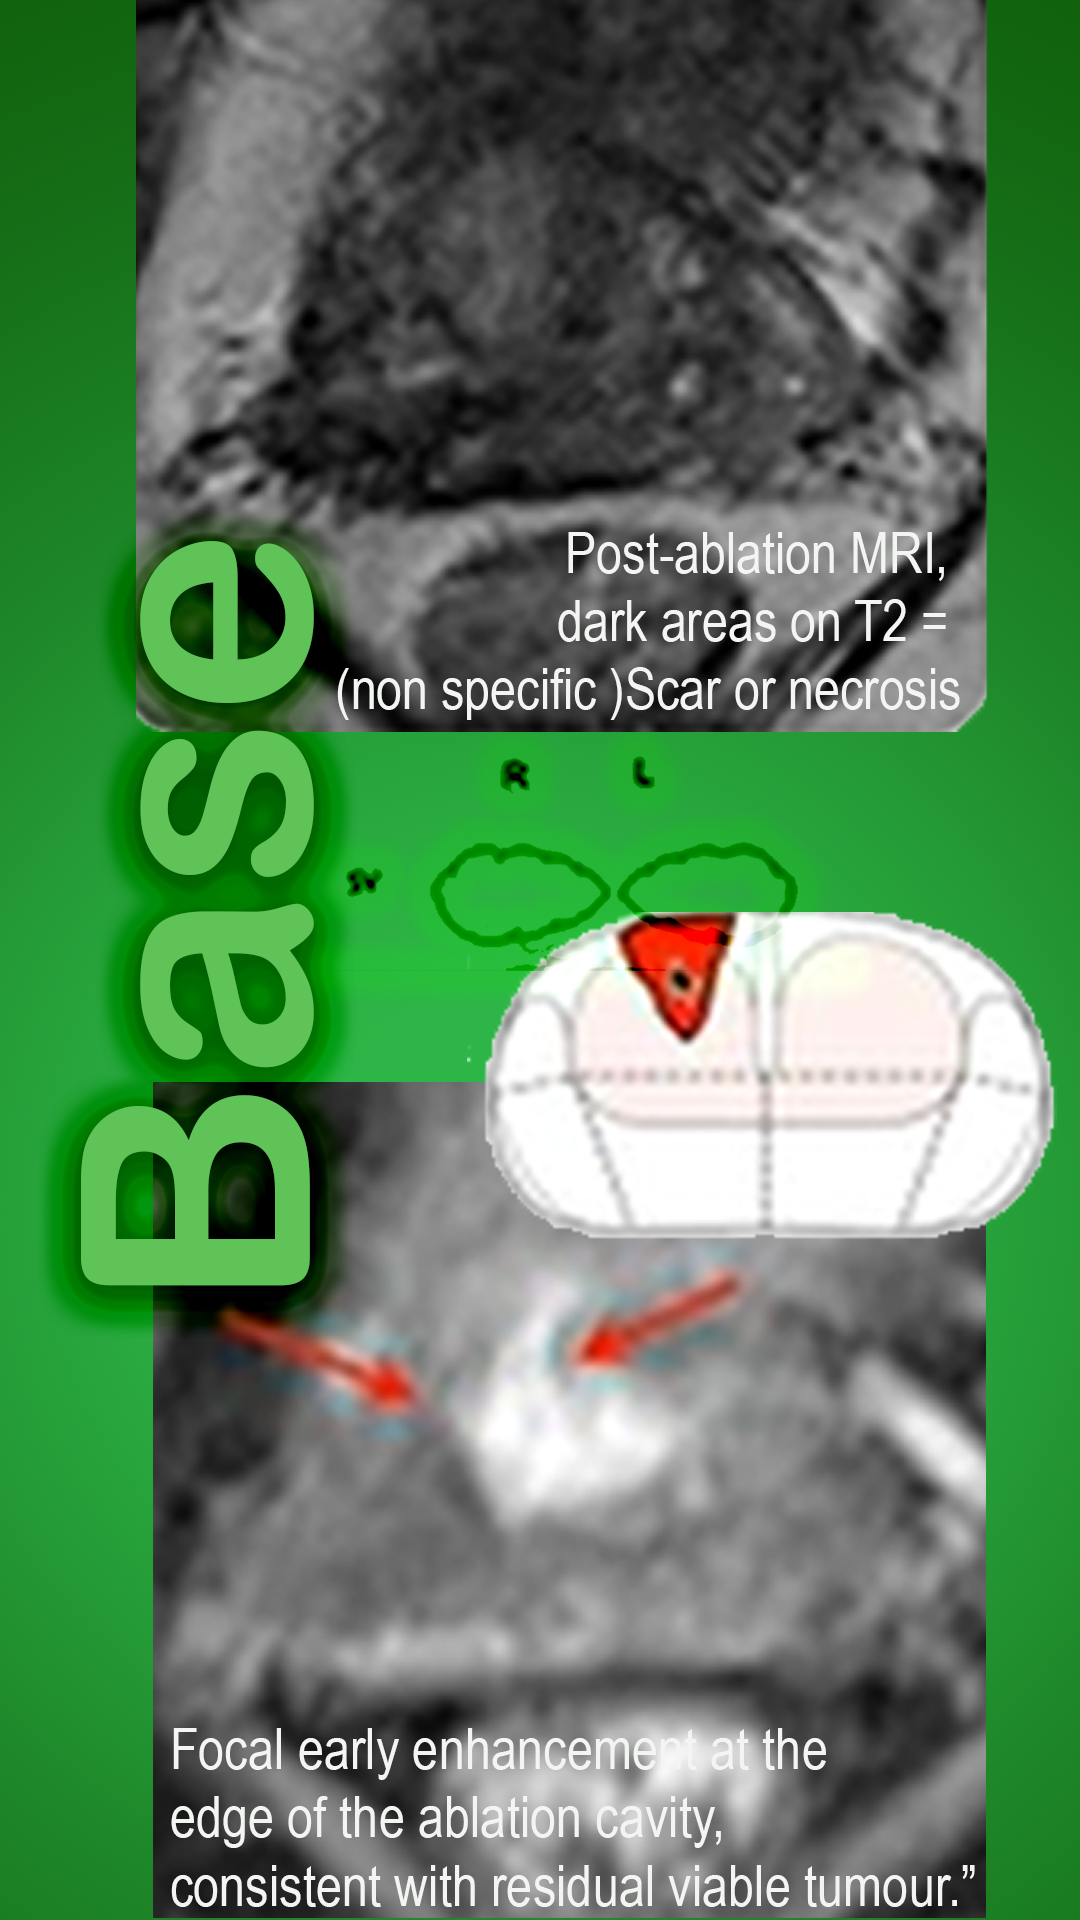 Post-ablation MRI,
dark areas on T2 =
(non specific )Scar or necrosis
Base
R L
Focal early enhancement at the
edge of the ablation cavity,
consistent with residual viable tumour.”